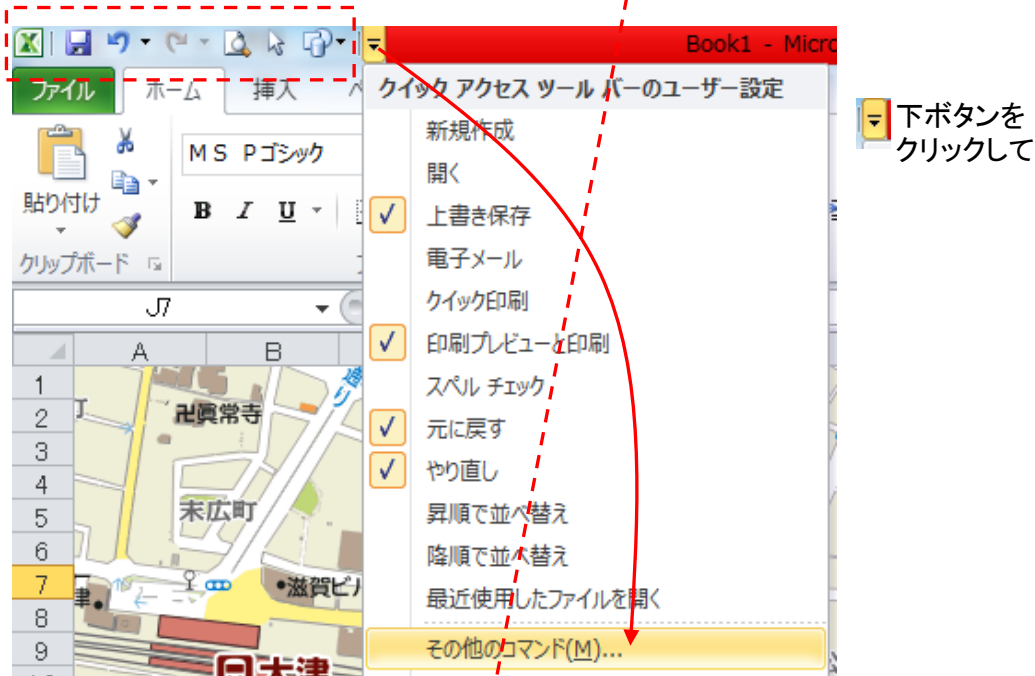 Book1 - Micro
ファイル
ホーム
挿入
クイック アクセス ツール バーのユーザー設定
新規作成
開く
上書き保存
電子メール
クイック印刷
印刷プレビューと印刷
スペル チェック
元に戻す
やり直し
昇順で並べ替え
降順で並べ替え
最近使用したファイルを開く
その他のコマンド(M)...
下ボタンを
クリックして
ＭＳ Ｐゴシック
貼り付け
B I U
クリップボード
J7
A B
1
2
3
4
5
6
7
8
9
通り
卍眞常寺
末広町
滋賀ビル
津
大津